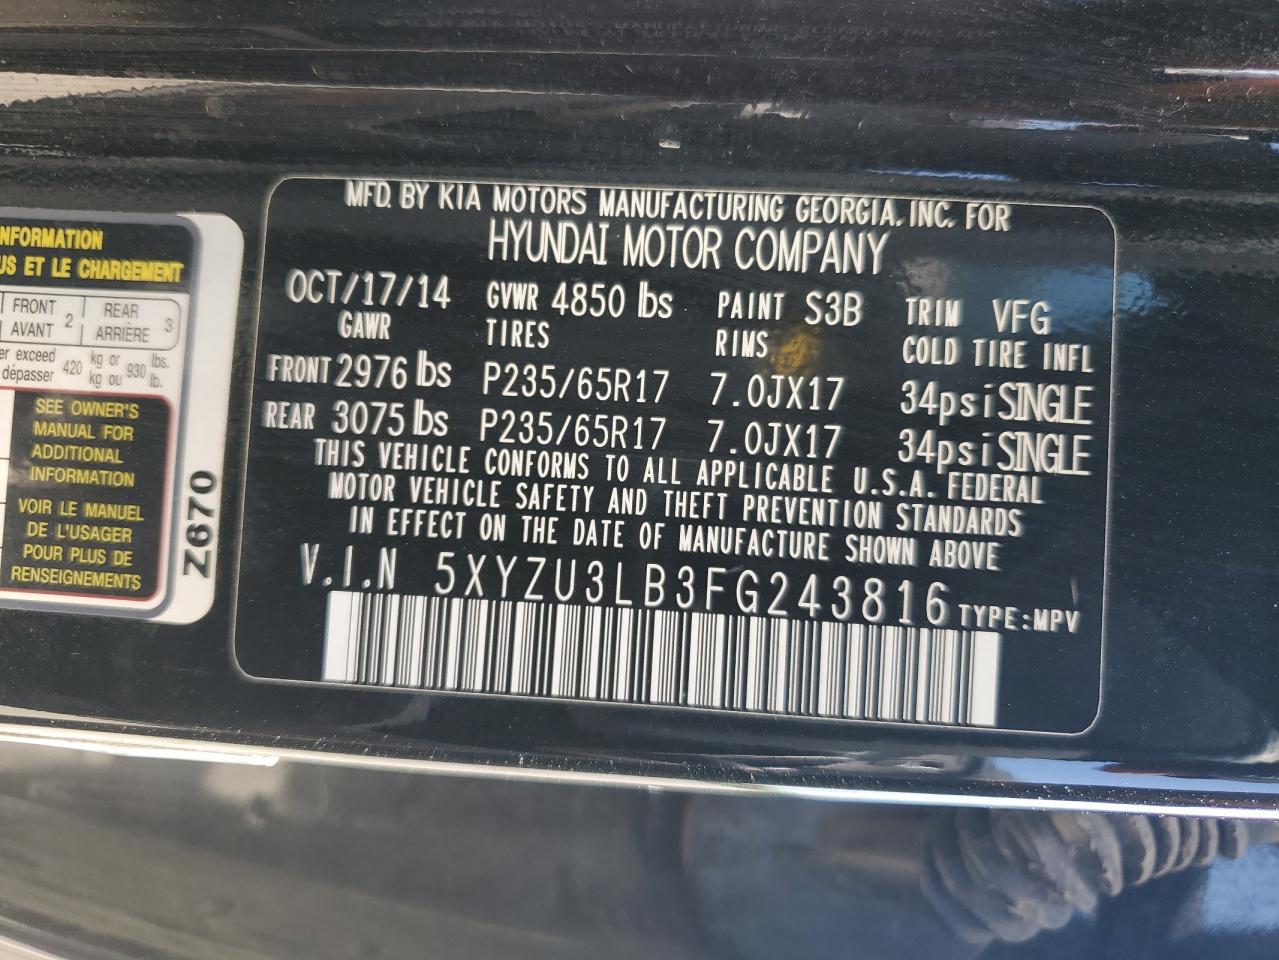 MFD. BY KIA MOTORS MANUFACTURING GEORGIA, INC. FOR
HYUNDAI MOTOR COMPANY
OCT/17/14 GVWR 4850 lbs PAINT S3B TRIM VFG
GAWR TIRES RIMS COLD TIRE INFL
FRONT 2976 lbs P235/65R17 7.0JX17 34psi SINGLE
REAR 3075 lbs P235/65R17 7.0JX17 34psi SINGLE
THIS VEHICLE CONFORMS TO ALL APPLICABLE U.S.A. FEDERAL
MOTOR VEHICLE SAFETY AND THEFT PREVENTION STANDARDS
IN EFFECT ON THE DATE OF MANUFACTURE SHOWN ABOVE
V.I.N 5XYZU3LB3FG243816 TYPE:MPV
NFORMATION
US ET LE CHARGEMENT
FRONT 2 REAR 3
AVANT ARRIÈRE
er exceed 420 kg or 930 lbs.
dépasser kg ou lb.
SEE OWNER'S
MANUAL FOR
ADDITIONAL
INFORMATION
VOIR LE MANUEL
DE L'USAGER
POUR PLUS DE
RENSEIGNEMENTS
Z670